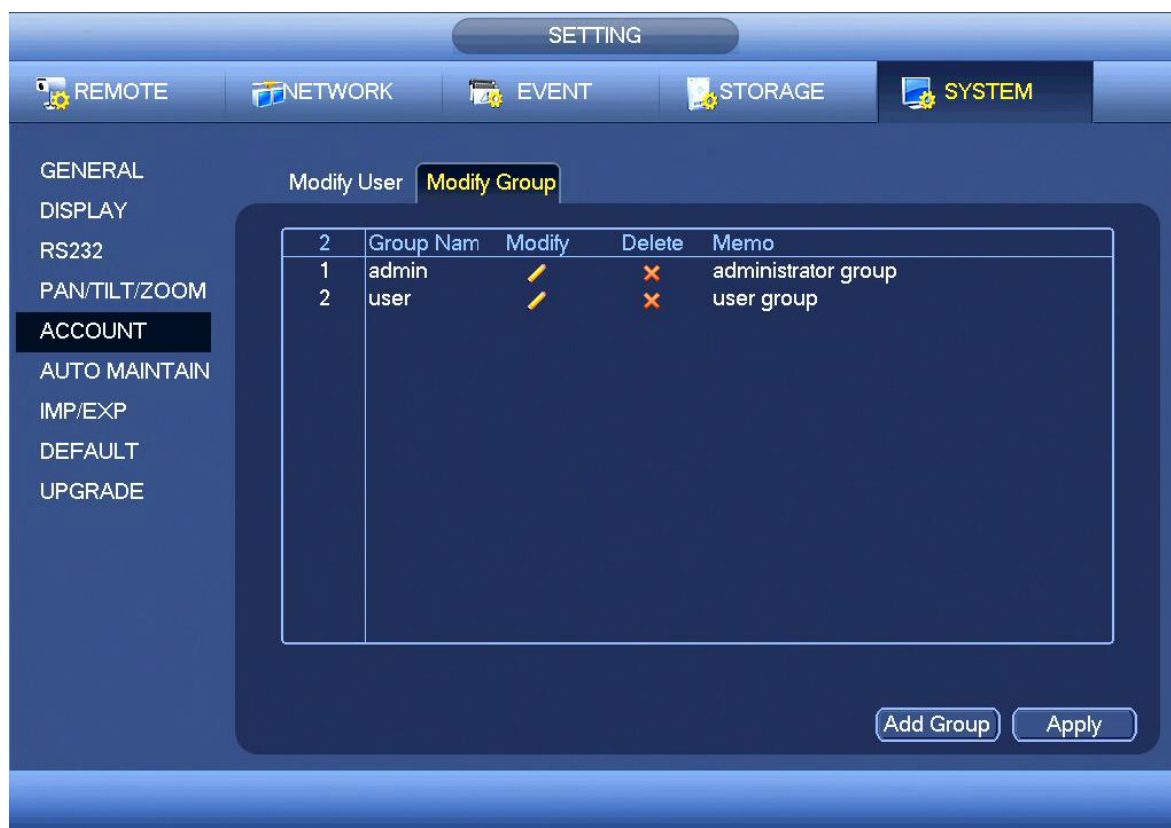 SETTING
REMOTE NETWORK EVENT STORAGE SYSTEM
GENERAL
DISPLAY
RS232
PAN/TILT/ZOOM
ACCOUNT
AUTO MAINTAIN
IMP/EXP
DEFAULT
UPGRADE
Modify User Modify Group
2 Group Nam Modify Delete Memo
1 admin administrator group
2 user user group
Add Group Apply